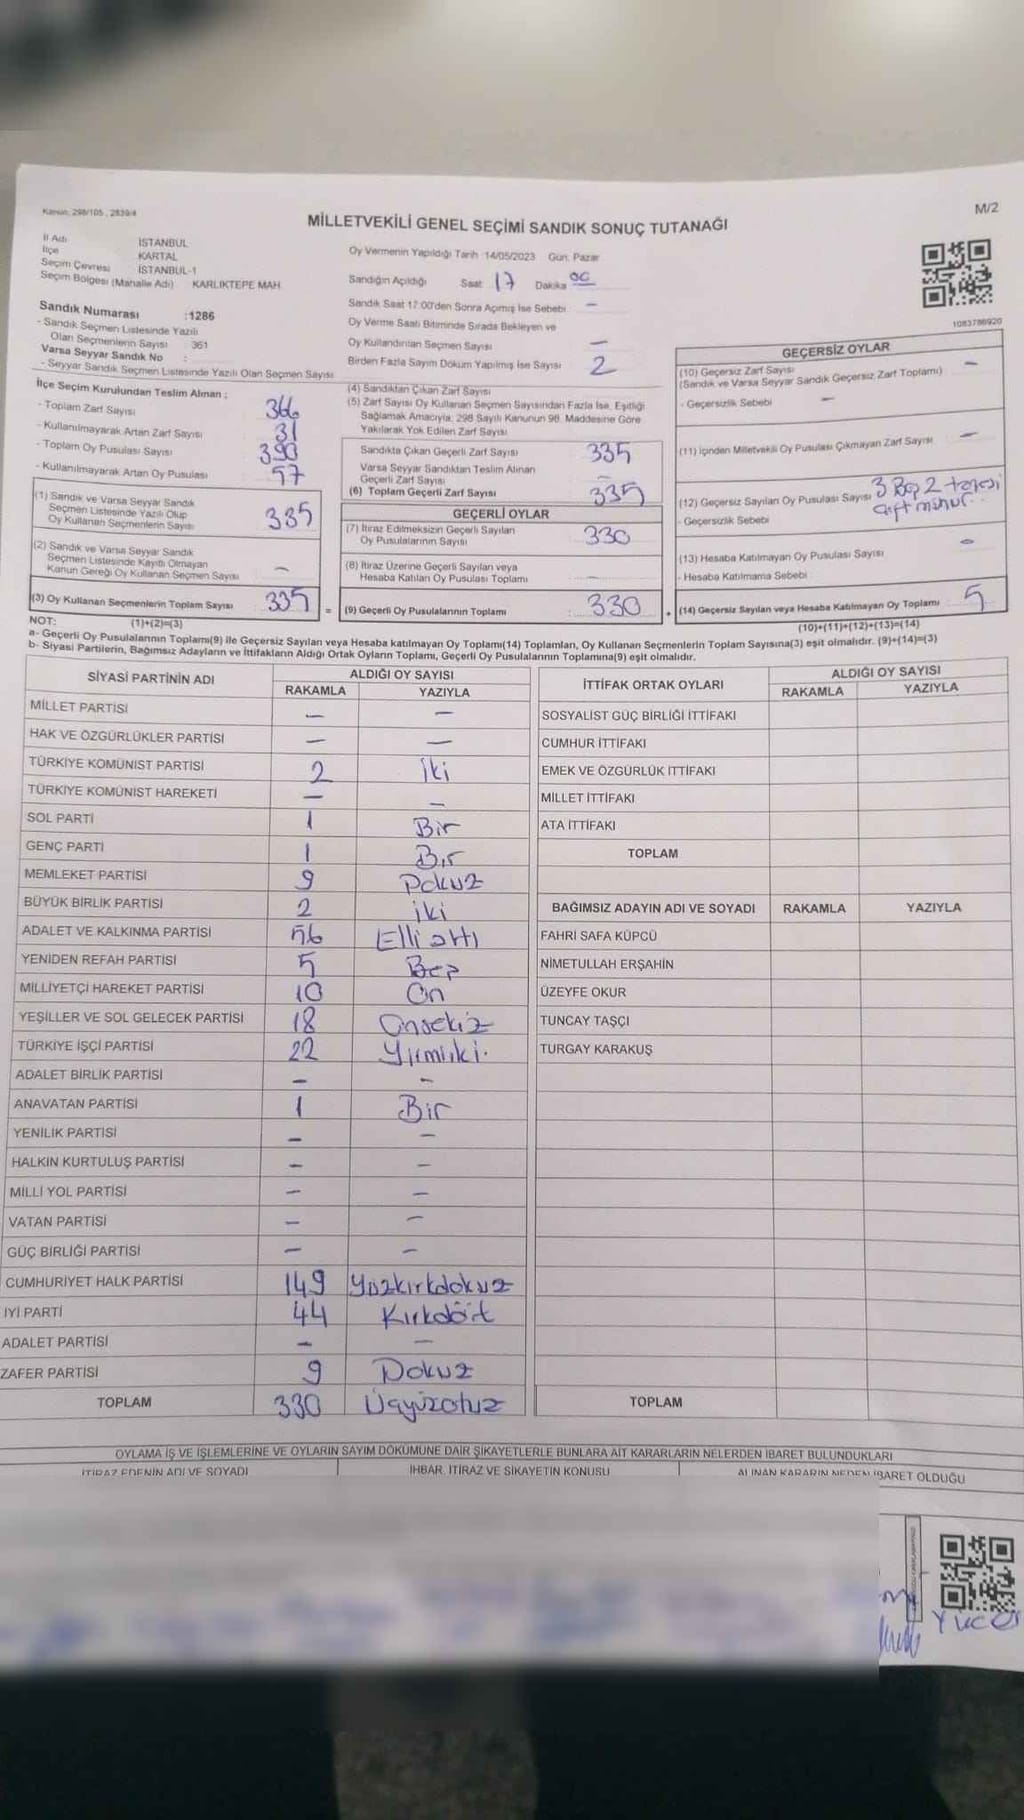 Kanun: 298/105, 2839/4
MİLLETVEKİLİ GENEL SEÇİMİ SANDIK SONUÇ TUTANAĞI
M/2
İl Adı İSTANBUL
İlçe KARTAL
Seçim Çevresi İSTANBUL-1
Seçim Bölgesi (Mahalle Adı) KARLIKTEPE MAH
Sandık Numarası :1286
- Sandık Seçmen Listesinde Yazılı
Olan Seçmenlerin Sayısı 361
Varsa Seyyar Sandık No :
- Seyyar Sandık Seçmen Listesinde Yazılı Olan Seçmen Sayısı
İlçe Seçim Kurulundan Teslim Alınan ;
- Toplam Zarf Sayısı 366
- Kullanılmayarak Artan Zarf Sayısı 31
- Toplam Oy Pusulası Sayısı
- Kullanılmayarak Artan Oy Pusulası 57
(1) Sandık ve Varsa Seyyar Sandık
Seçmen Listesinde Yazılı Olup
Oy Kullanan Seçmenlerin Sayısı 335
(2) Sandık ve Varsa Seyyar Sandık
Seçmen Listesinde Kayıtlı Olmayan
Kanun Gereği Oy Kullanan Seçmen Sayısı –
(3) Oy Kullanan Seçmenlerin Toplam Sayısı 335 =
Oy Vermenin Yapıldığı Tarih 14/05/2023 Gün: Pazar
Sandığın Açıldığı Saat 17 Dakika 00
Sandık Saat 17:00'den Sonra Açımış İse Sebebi –
Oy Verme Saati Bitiminde Sırada Bekleyen ve
Oy Kullandırılan Seçmen Sayısı –
Birden Fazla Sayım Döküm Yapılmış İse Sayısı 2
(4) Sandıktan Çıkan Zarf Sayısı
(5) Zarf Sayısı Oy Kullanan Seçmen Sayısından Fazla İse, Eşitliği
Sağlamak Amacıyla, 298 Sayılı Kanunun 98. Maddesine Göre
Yakılarak Yok Edilen Zarf Sayısı –
Sandıkta Çıkan Geçerli Zarf Sayısı 335
Varsa Seyyar Sandıktan Teslim Alınan
Geçerli Zarf Sayısı –
(6) Toplam Geçerli Zarf Sayısı 335
GEÇERLİ OYLAR
(7) İtiraz Edilmeksizin Geçerli Sayılan
Oy Pusulalarının Sayısı 330
(8) İtiraz Üzerine Geçerli Sayılan veya
Hesaba Katılan Oy Pusulası Toplamı –
(9) Geçerli Oy Pusulalarının Toplamı : 330 +
1083786920
GEÇERSİZ OYLAR
(10) Geçersiz Zarf Sayısı –
(Sandık ve Varsa Seyyar Sandık Geçersiz Zarf Toplamı)
- Geçersizlik Sebebi –
(11) İçinden Milletvekili Oy Pusulası Çıkmayan Zarf Sayısı –
(12) Geçersiz Sayılan Oy Pusulası Sayısı 3 Boş 2 tanesi
- Geçersizlik Sebebi çift mühür.
(13) Hesaba Katılmayan Oy Pusulası Sayısı –
- Hesaba Katılmama Sebebi
(14) Geçersiz Sayılan veya Hesaba Katılmayan Oy Toplamı : 5
NOT: (1)+(2)=(3)
(10)+(11)+(12)+(13)=(14)
a- Geçerli Oy Pusulalarının Toplamı(9) ile Geçersiz Sayılan veya Hesaba katılmayan Oy Toplamı(14) Toplamları, Oy Kullanan Seçmenlerin Toplam Sayısına(3) eşit olmalıdır. (9)+(14)=(3)
b- Siyasi Partilerin, Bağımsız Adayların ve İttifakların Aldığı Ortak Oyların Toplamı, Geçerli Oy Pusulalarının Toplamına(9) eşit olmalıdır.
SİYASİ PARTİNİN ADI ALDIĞI OY SAYISI
RAKAMLA YAZIYLA
MİLLET PARTİSİ – –
HAK VE ÖZGÜRLÜKLER PARTİSİ – –
TÜRKİYE KOMÜNİST PARTİSİ 2 İki
TÜRKİYE KOMÜNİST HAREKETİ – –
SOL PARTİ 1 Bir
GENÇ PARTİ 1 Bir
MEMLEKET PARTİSİ 9 Dokuz
BÜYÜK BİRLİK PARTİSİ 2 iki
ADALET VE KALKINMA PARTİSİ 56 Elli altı
YENİDEN REFAH PARTİSİ 5 Beş
MİLLİYETÇİ HAREKET PARTİSİ 10 On
YEŞİLLER VE SOL GELECEK PARTİSİ 18 Onsekiz
TÜRKİYE İŞÇİ PARTİSİ 22 Yirmiiki.
ADALET BİRLİK PARTİSİ – –
ANAVATAN PARTİSİ 1 Bir
YENİLİK PARTİSİ – –
HALKIN KURTULUŞ PARTİSİ – –
MİLLİ YOL PARTİSİ – –
VATAN PARTİSİ – –
GÜÇ BİRLİĞİ PARTİSİ – –
CUMHURİYET HALK PARTİSİ 149 Yüzkırkdokuz
İYİ PARTİ 44 Kırkdört
ADALET PARTİSİ – –
ZAFER PARTİSİ 9 Dokuz
TOPLAM 330 Üçyüzotuz
İTTİFAK ORTAK OYLARI ALDIĞI OY SAYISI
RAKAMLA YAZIYLA
SOSYALİST GÜÇ BİRLİĞİ İTTİFAKI
CUMHUR İTTİFAKI
EMEK VE ÖZGÜRLÜK İTTİFAKI
MİLLET İTTİFAKI
ATA İTTİFAKI
TOPLAM
BAĞIMSIZ ADAYIN ADI VE SOYADI RAKAMLA YAZIYLA
FAHRİ SAFA KÜPCÜ
NİMETULLAH ERŞAHİN
ÜZEYFE OKUR
TUNCAY TAŞÇI
TURGAY KARAKUŞ
TOPLAM
OYLAMA İŞ VE İŞLEMLERİNE VE OYLARIN SAYIM DÖKÜMÜNE DAİR ŞİKAYETLERLE BUNLARA AİT KARARLARIN NELERDEN İBARET BULUNDUKLARI
İTİRAZ EDENİN ADI VE SOYADI İHBAR, İTİRAZ VE ŞİKAYETİN KONUSU ALINAN KARARIN NEDEN İBARET OLDUĞU